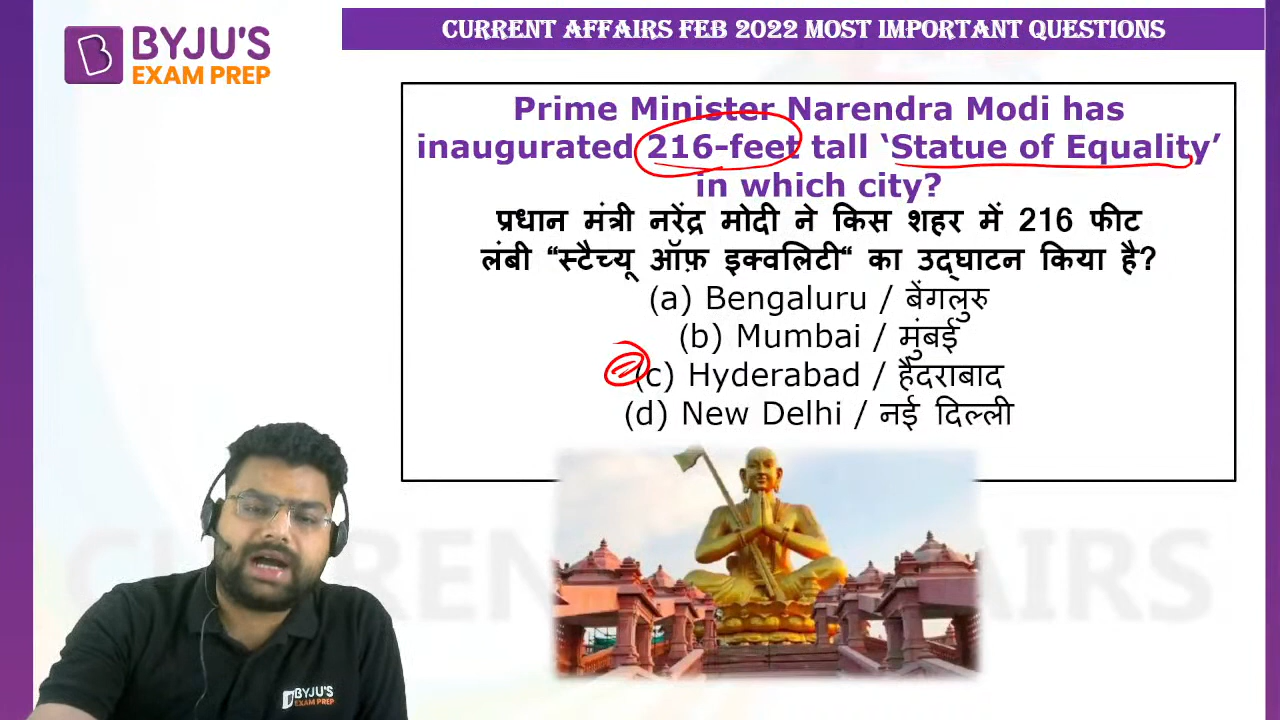 BYJU'S
EXAM PREP
CURRENT AFFAIRS FEB 2022 MOST IMPORTANT QUESTIONS
Prime Minister Narendra Modi has
inaugurated 216-feet tall ‘Statue of Equality’
in which city?
प्रधान मंत्री नरेंद्र मोदी ने किस शहर में 216 फीट
लंबी “स्टैच्यू ऑफ़ इक्वलिटी“ का उद्घाटन किया है?
(a) Bengaluru / बेंगलुरु
(b) Mumbai / मुंबई
(c) Hyderabad / हैदराबाद
(d) New Delhi / नई दिल्ली
BYJU'S
EXAM PREP